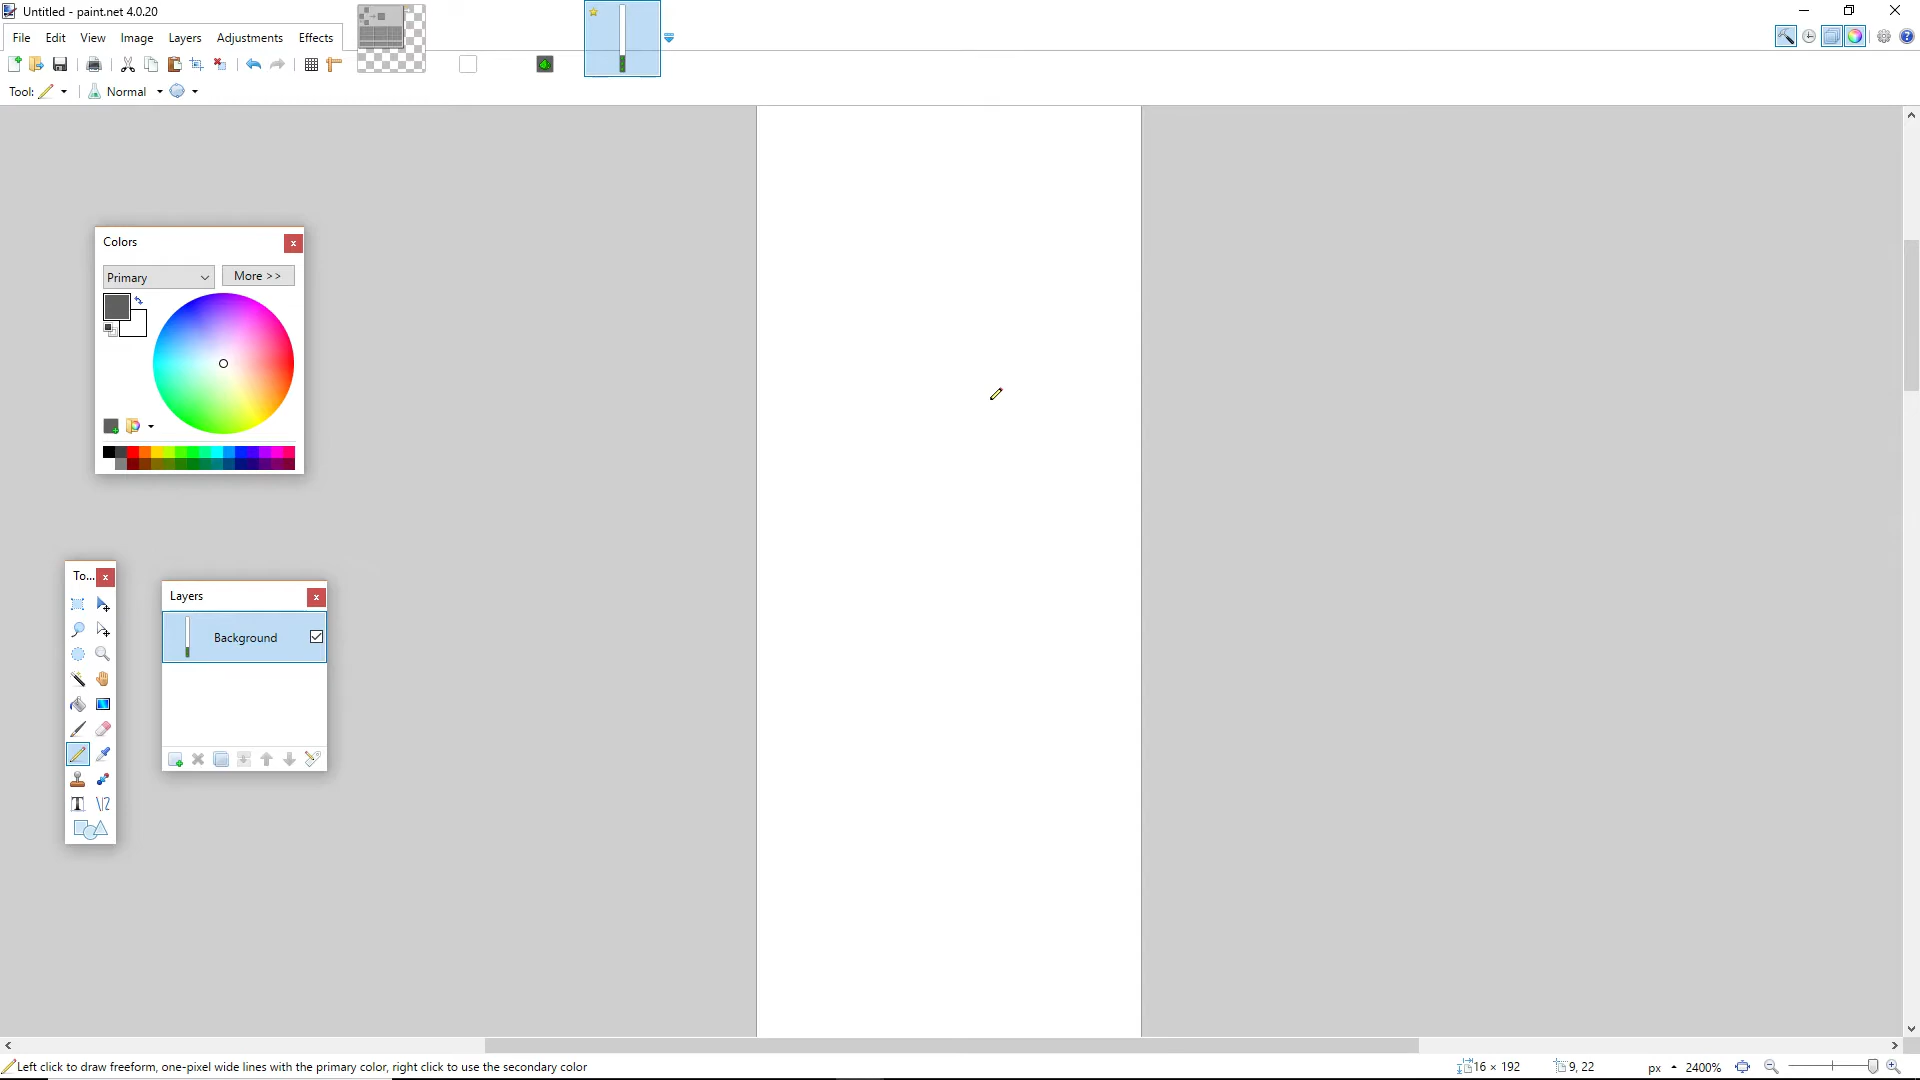 Untitled - paint.net 4.0.20
File Edit View Image Layers Adjustments Effects
Tool: Normal
Colors
Primary More >>
To...
Layers
Background
Left click to draw freeform, one-pixel wide lines with the primary color, right click to use the secondary color
16 × 192 9, 22 px 2400%